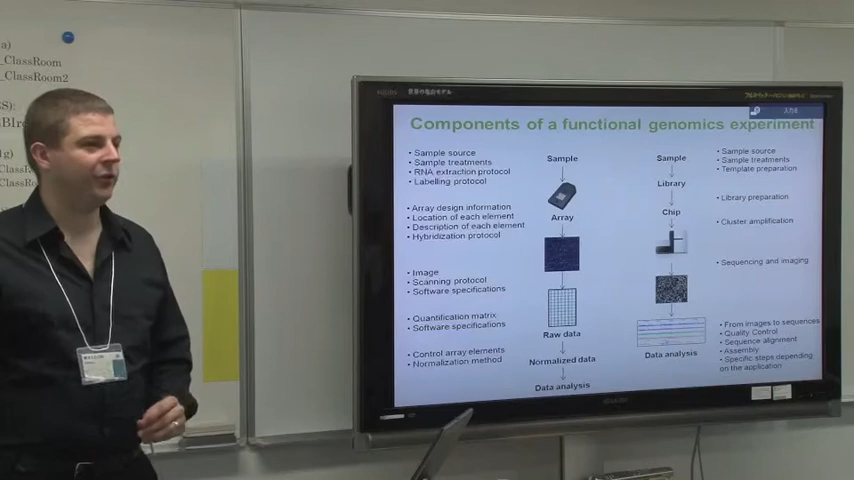 a)
_ClassRoom
_ClassRoom2
S):
1g)
Components of a functional genomics experiment
• Sample source
• Sample treatments
• RNA extraction protocol
• Labelling protocol
• Array design information
• Location of each element
• Description of each element
• Hybridization protocol
• Image
• Scanning protocol
• Software specifications
• Quantification matrix
• Software specifications
• Control array elements
• Normalization method
Sample
Array
Raw data
Normalized data
Data analysis
Sample
Library
Chip
Data analysis
• Sample source
• Sample treatments
• Template preparation
• Library preparation
• Cluster amplification
• Sequencing and imaging
• From images to sequences
• Quality Control
• Sequence alignment
• Assembly
• Specific steps depending
on the application